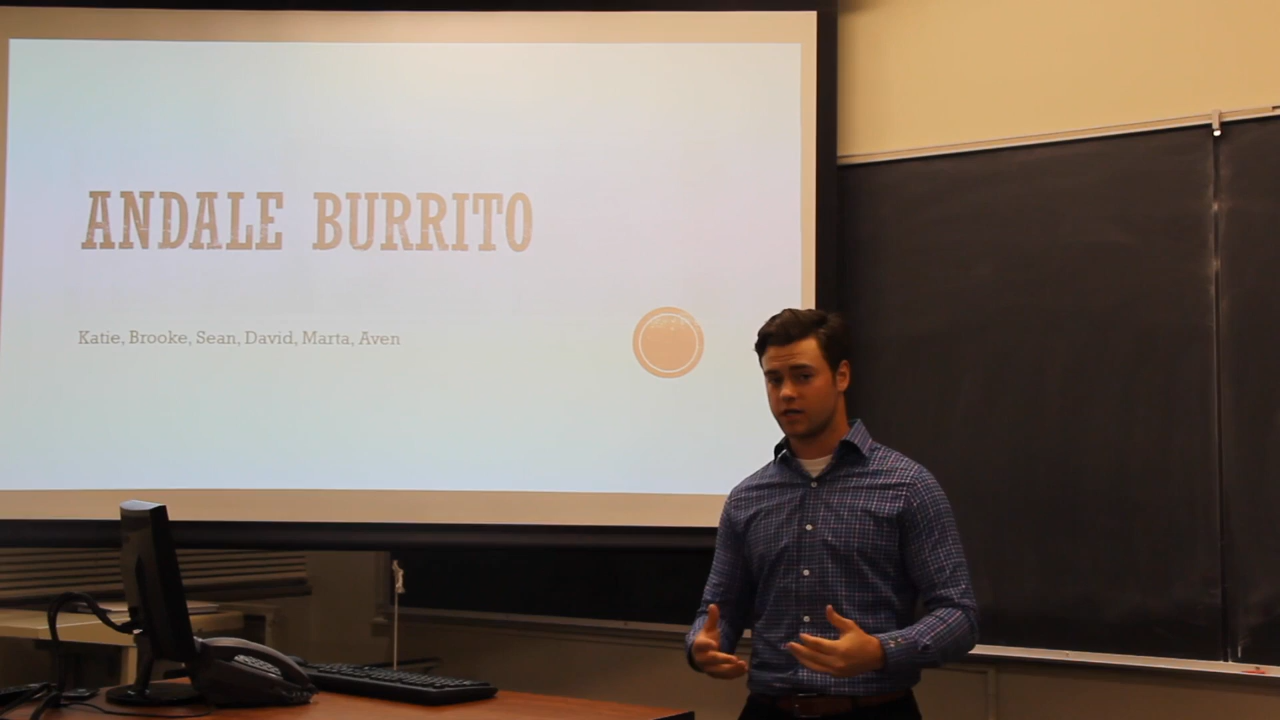 ANDALE BURRITO
Katie, Brooke, Sean, David, Marta, Aven